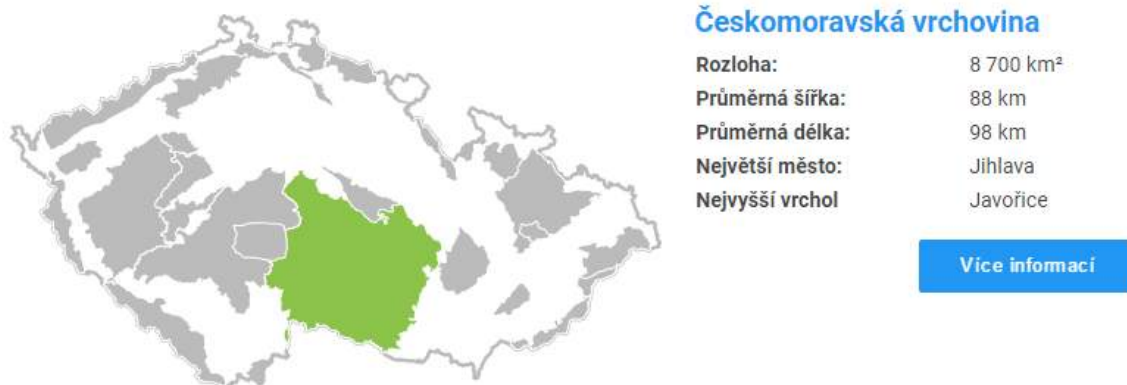 Českomoravská vrchovina
Rozloha: 8 700 km²
Průměrná šířka: 88 km
Průměrná délka: 98 km
Největší město: Jihlava
Nejvyšší vrchol Javořice
Více informací